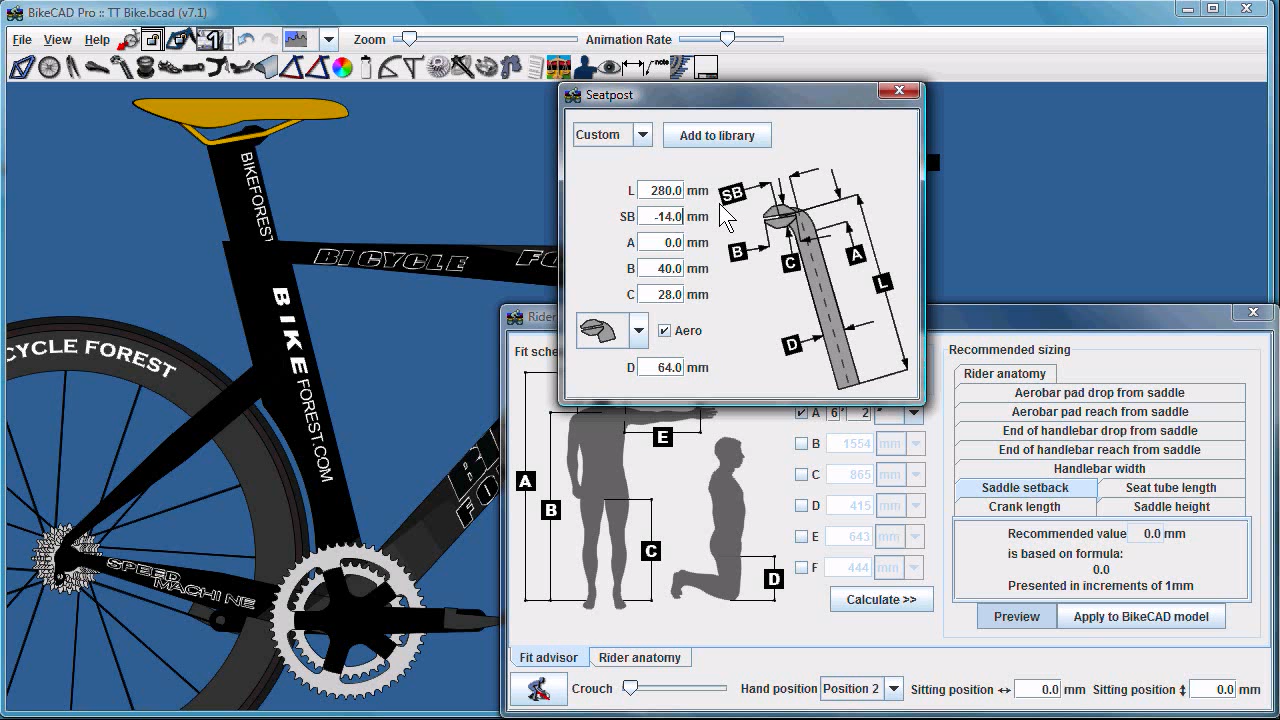 BikeCAD Pro :: TT Bike.bcad (v7.1)
File View Help 1 Zoom Animation Rate
note
Seatpost
Custom Add to library
L 280.0 mm
SB -14.0 mm
A 0.0 mm
B 40.0 mm
C 28.0 mm
Aero
D 64.0 mm
SB
B
C
A
L
D
BIKEFOREST
BICYCLE FO
BIKEFOREST.COM
CYCLE FOREST
SPEED
MACHINE
Rider
Fit sche
A 6' 2"
B 1554 mm
C 865 mm
D 415 mm
E 643 mm
F 444 mm
Calculate >>
E
A
B
C
D
Recommended sizing
Rider anatomy
Aerobar pad drop from saddle
Aerobar pad reach from saddle
End of handlebar drop from saddle
End of handlebar reach from saddle
Handlebar width
Saddle setback Seat tube length
Crank length Saddle height
Recommended value 0.0 mm
is based on formula:
0.0
Presented in increments of 1mm
Preview Apply to BikeCAD model
Fit advisor Rider anatomy
Crouch Hand position Position 2 Sitting position ↔ 0.0 mm Sitting position ↕ 0.0 mm